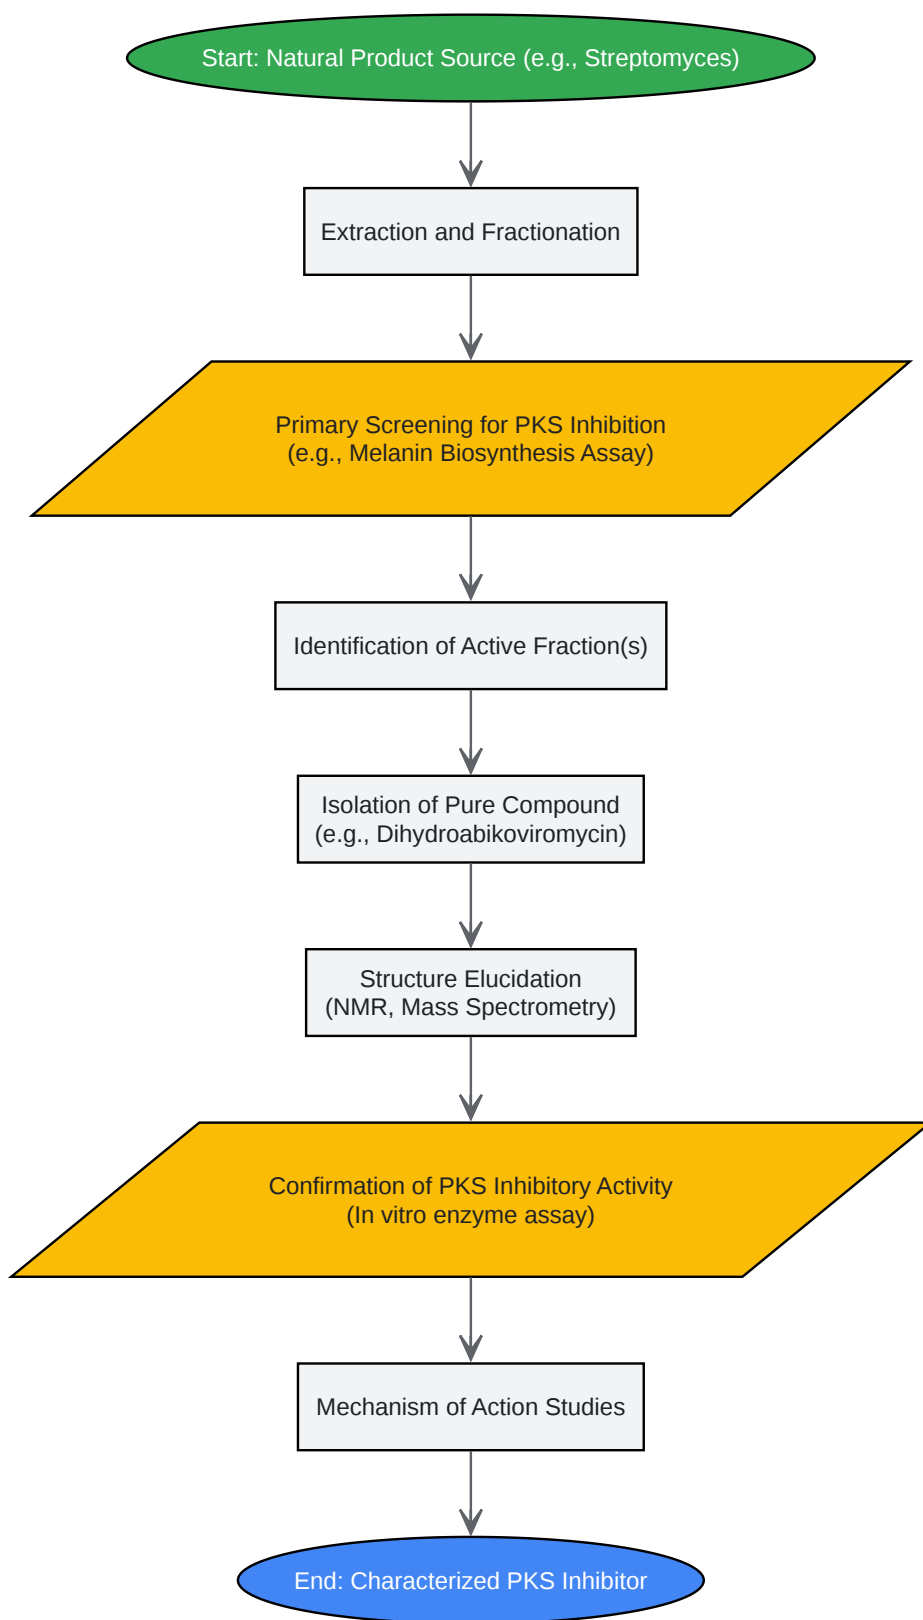 Start: Natural Product Source (e.g., Streptomyces)
Extraction and Fractionation
Primary Screening for PKS Inhibition
(e.g., Melanin Biosynthesis Assay)
Identification of Active Fraction(s)
Isolation of Pure Compound
(e.g., Dihydroabikoviromycin)
Structure Elucidation
(NMR, Mass Spectrometry)
Confirmation of PKS Inhibitory Activity
(In vitro enzyme assay)
Mechanism of Action Studies
End: Characterized PKS Inhibitor